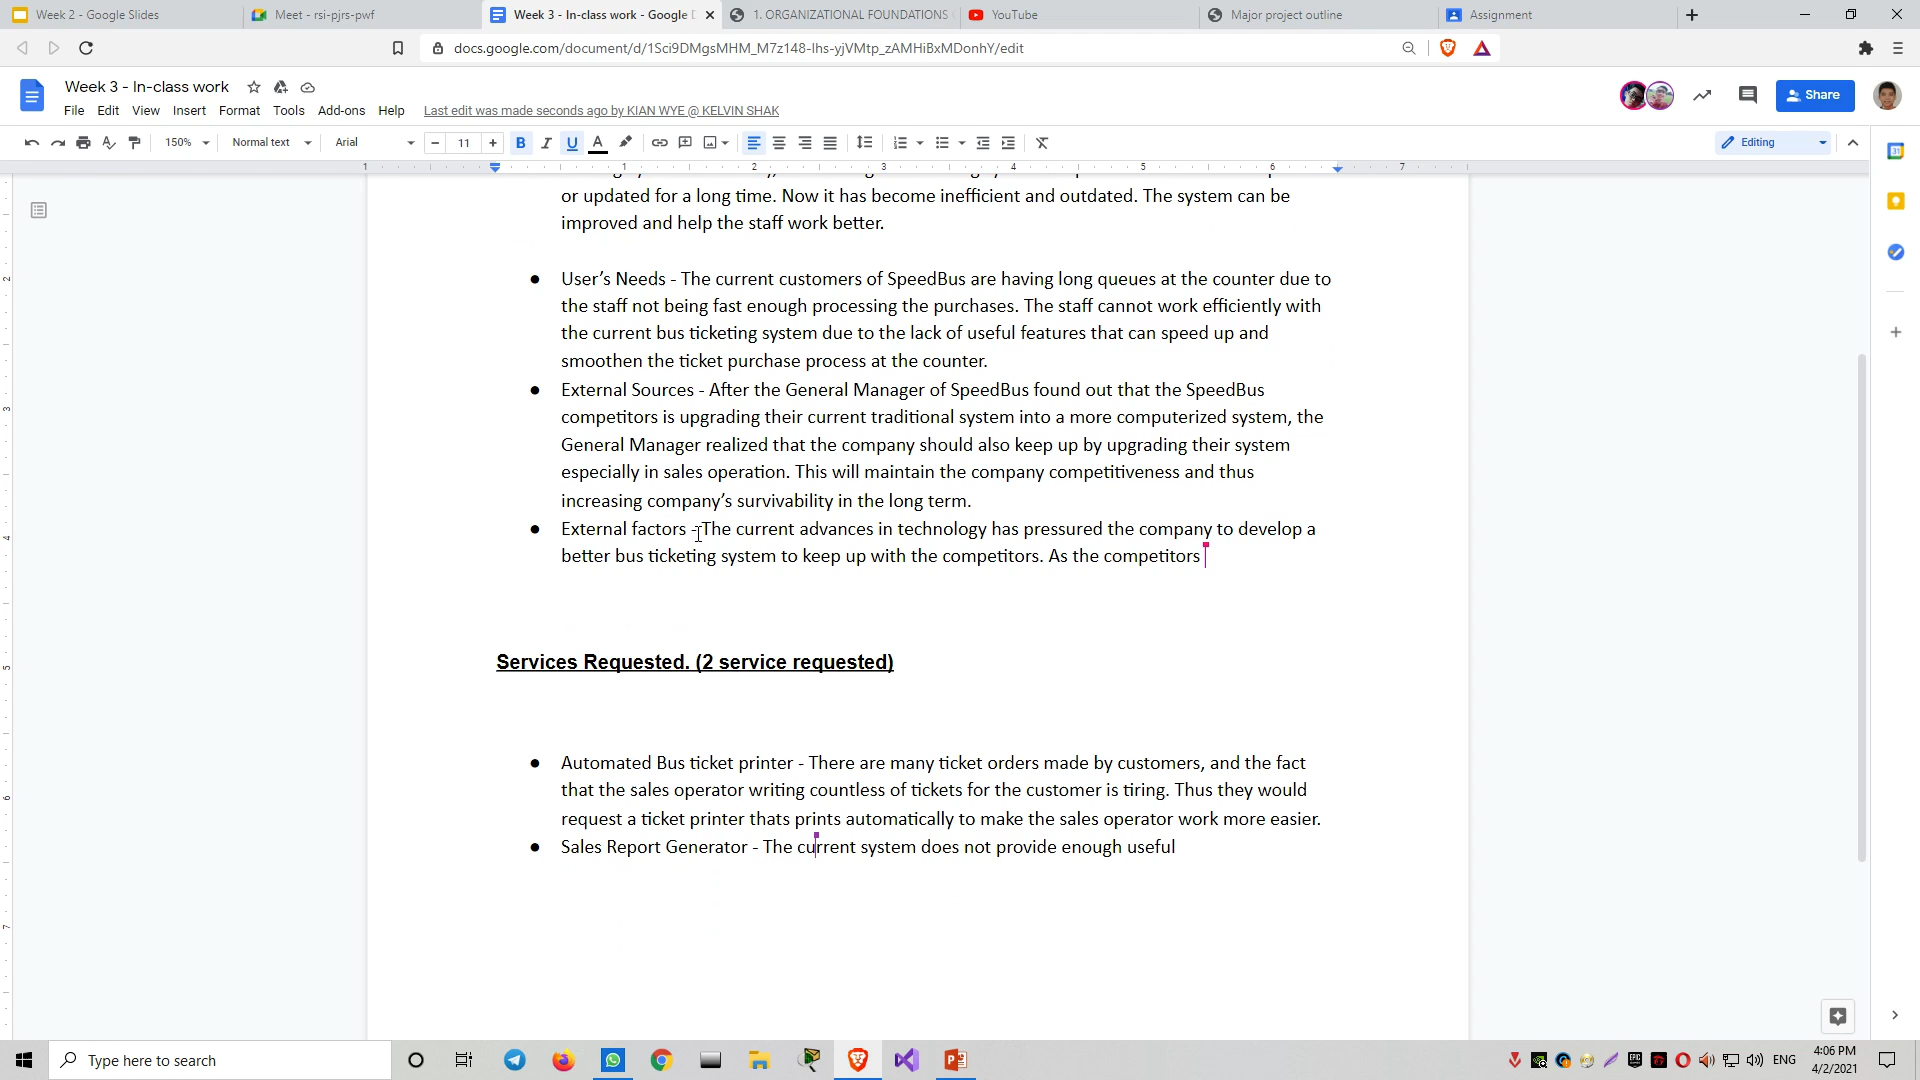 Week 2 - Google Slides
Meet - rsi-pjrs-wvf
Week 3 - In-class work - Google D
1. ORGANIZATIONAL FOUNDATIONS
YouTube
Major project outline
Assignment
docs.google.com/document/d/1Sci9DMgsMHM_M7z148-lhs-yjVMtp_zAMHiBxMDonhY/edit
Week 3 - In-class work
File Edit View Insert Format Tools Add-ons Help Last edit was made seconds ago by KIAN WYE @ KELVIN SHAK
Share
150% Normal text Arial 11 B I U A Editing
1 1 2 3 4 5 6 7
or updated for a long time. Now it has become inefficient and outdated. The system can be
improved and help the staff work better.
● User’s Needs - The current customers of SpeedBus are having long queues at the counter due to
the staff not being fast enough processing the purchases. The staff cannot work efficiently with
the current bus ticketing system due to the lack of useful features that can speed up and
smoothen the ticket purchase process at the counter.
● External Sources - After the General Manager of SpeedBus found out that the SpeedBus
competitors is upgrading their current traditional system into a more computerized system, the
General Manager realized that the company should also keep up by upgrading their system
especially in sales operation. This will maintain the company competitiveness and thus
increasing company’s survivability in the long term.
● External factors - The current advances in technology has pressured the company to develop a
better bus ticketing system to keep up with the competitors. As the competitors
Services Requested. (2 service requested)
● Automated Bus ticket printer - There are many ticket orders made by customers, and the fact
that the sales operator writing countless of tickets for the customer is tiring. Thus they would
request a ticket printer thats prints automatically to make the sales operator work more easier.
● Sales Report Generator - The current system does not provide enough useful
Type here to search
ENG
4:06 PM
4/2/2021